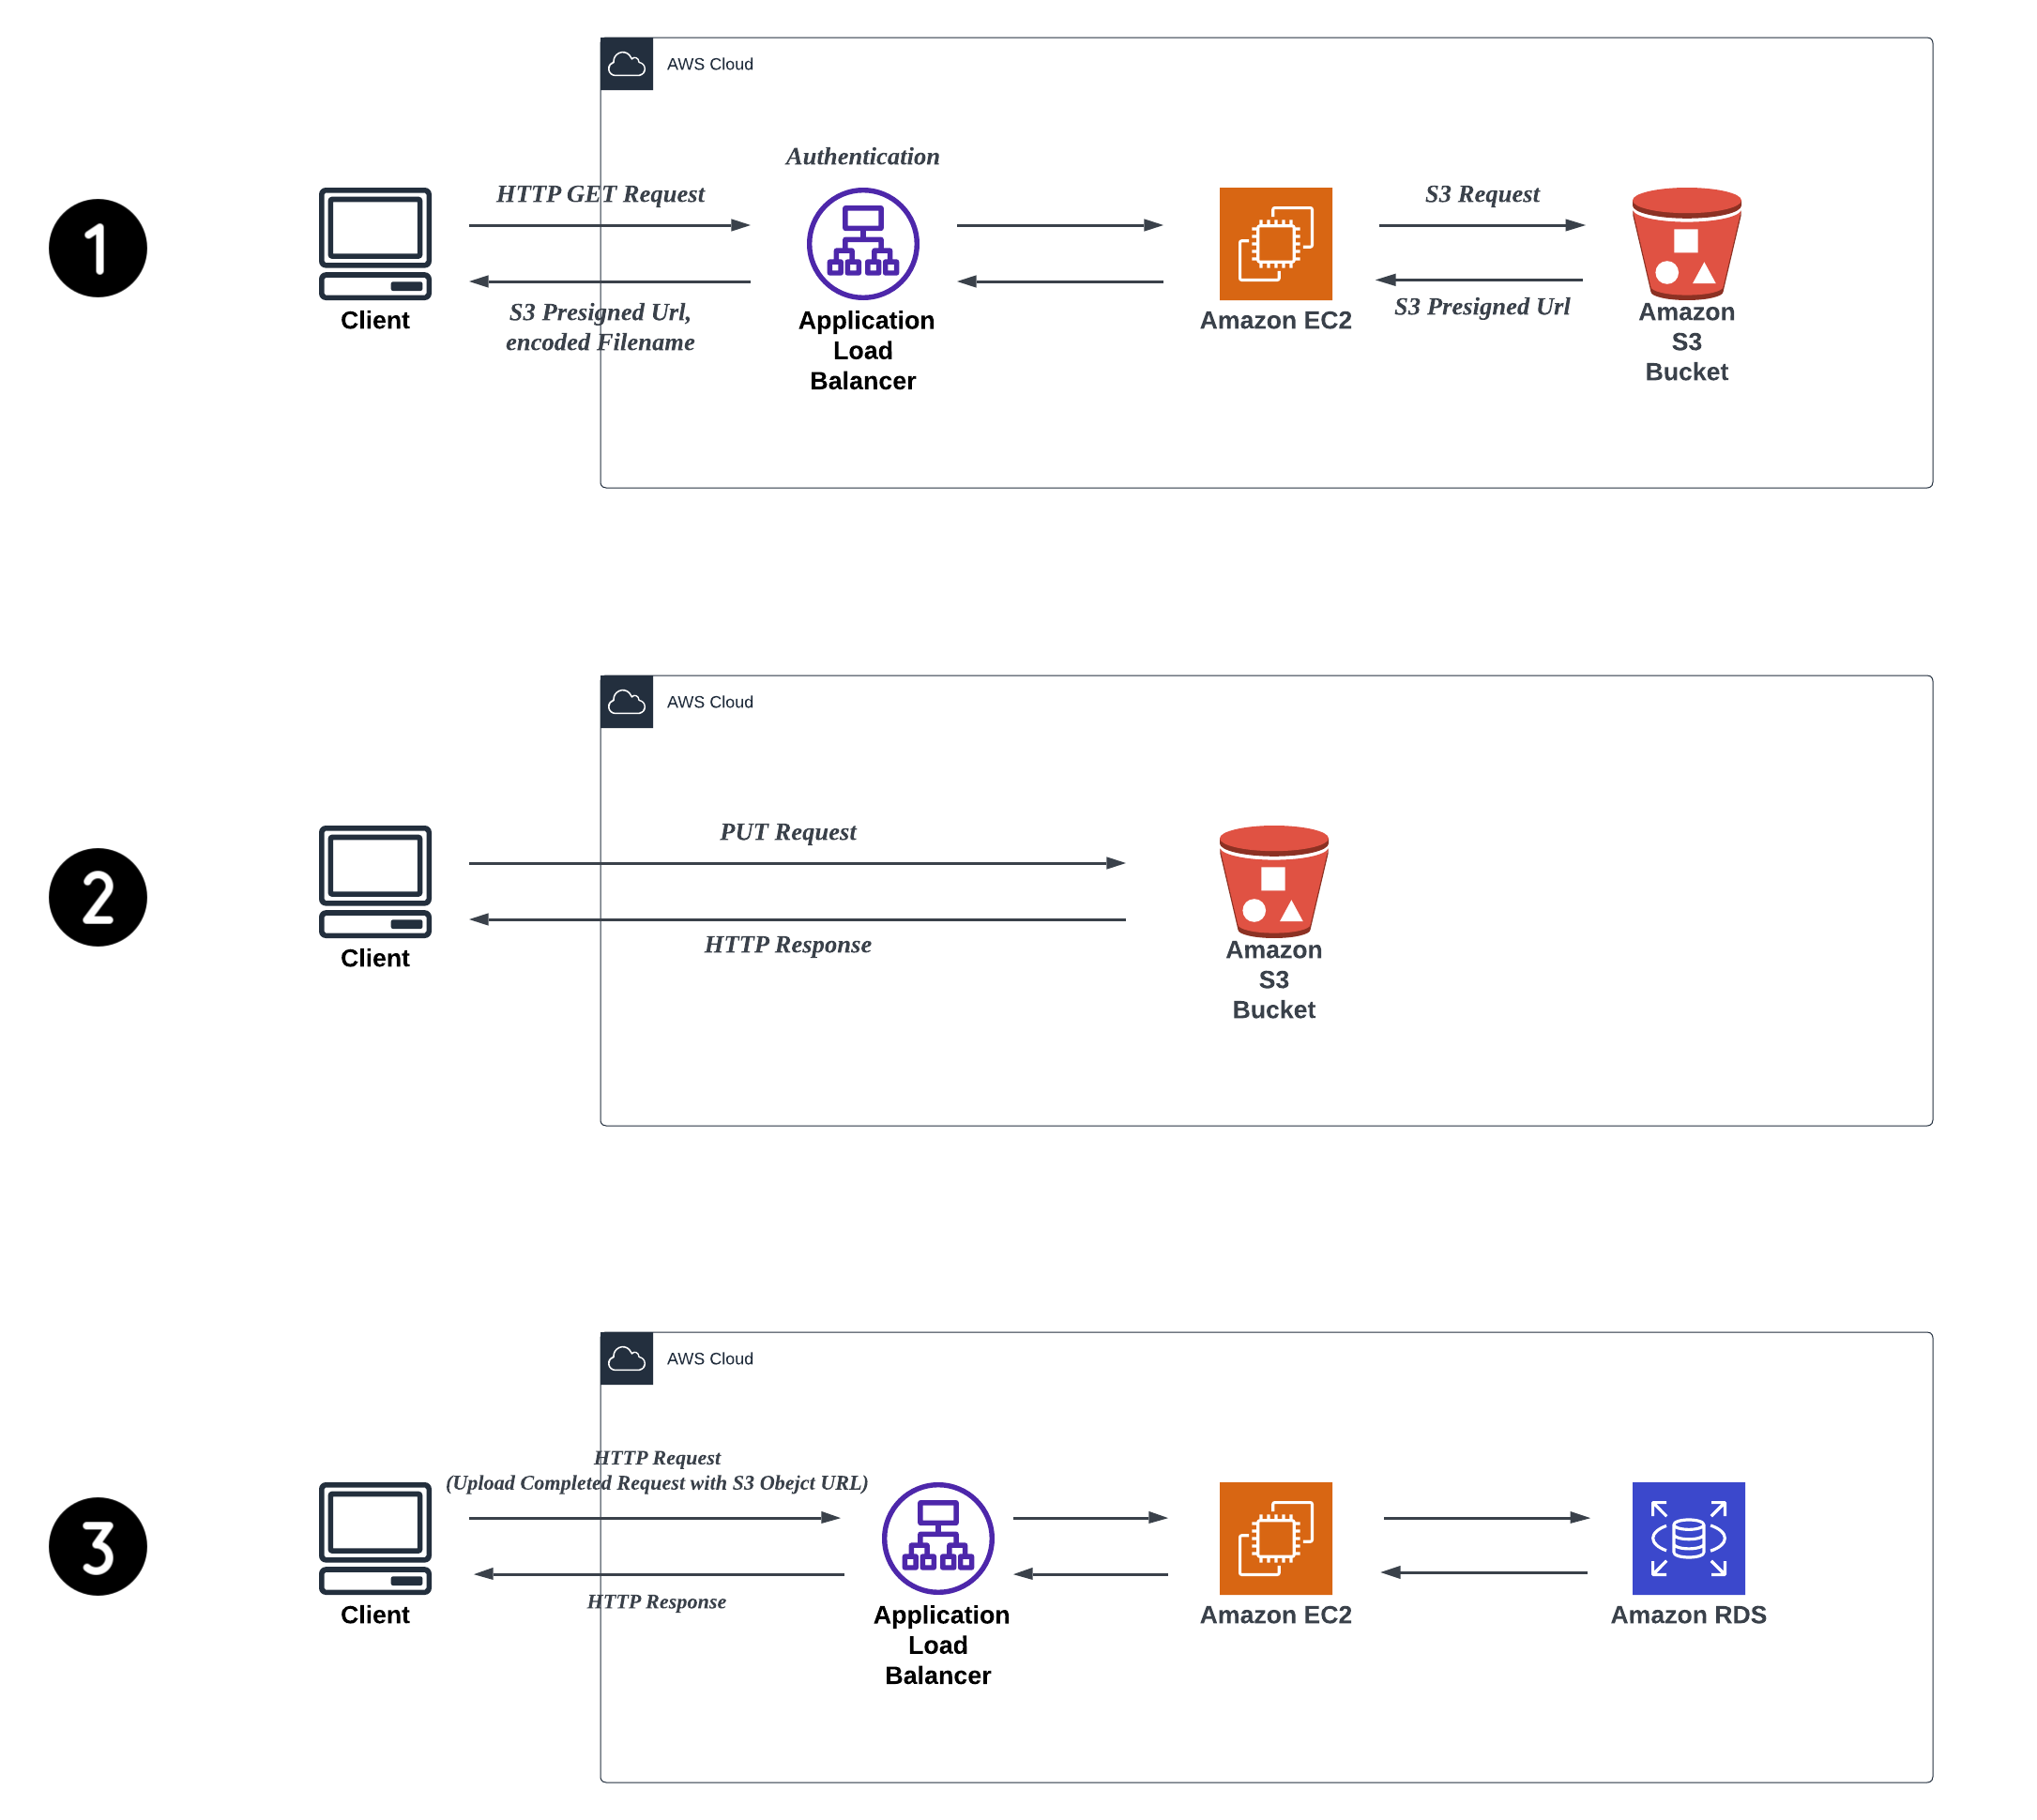 AWS Cloud
Authentication
HTTP GET Request
S3 Request
1
S3 Presigned Url,
encoded Filename
S3 Presigned Url
Client
Application
Load
Balancer
Amazon EC2
Amazon
S3
Bucket
AWS Cloud
PUT Request
2
HTTP Response
Client
Amazon
S3
Bucket
AWS Cloud
HTTP Request
(Upload Completed Request with S3 Obejct URL)
3
HTTP Response
Client
Application
Load
Balancer
Amazon EC2
Amazon RDS